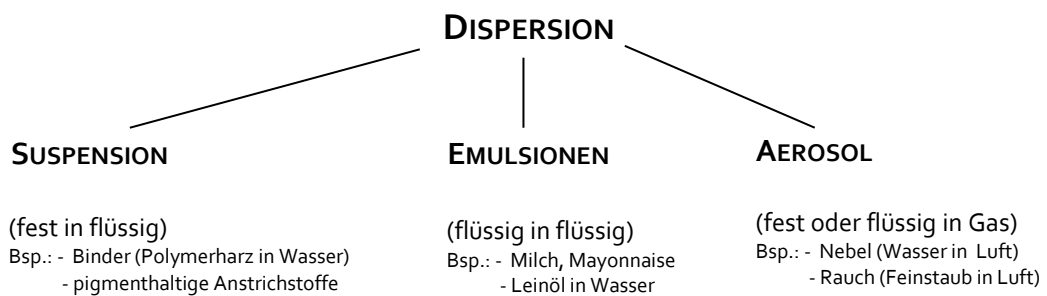 DISPERSION
SUSPENSION
(fest in flüssig)
Bsp.: - Binder (Polymerharz in Wasser)
- pigmenthaltige Anstrichstoffe
EMULSIONEN
(flüssig in flüssig)
Bsp.: - Milch, Mayonnaise
- Leinöl in Wasser
AEROSOL
(fest oder flüssig in Gas)
Bsp.: - Nebel (Wasser in Luft)
- Rauch (Feinstaub in Luft)